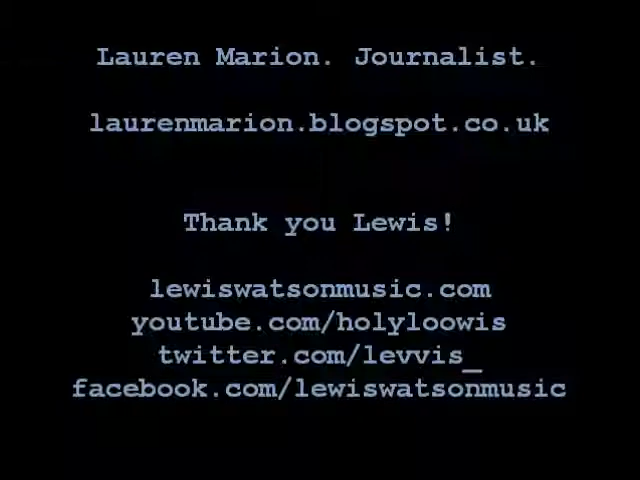 Lauren Marion. Journalist.
laurenmarion.blogspot.co.uk
Thank you Lewis!
lewiswatsonmusic.com
youtube.com/holyloowis
twitter.com/levvis_
facebook.com/lewiswatsonmusic